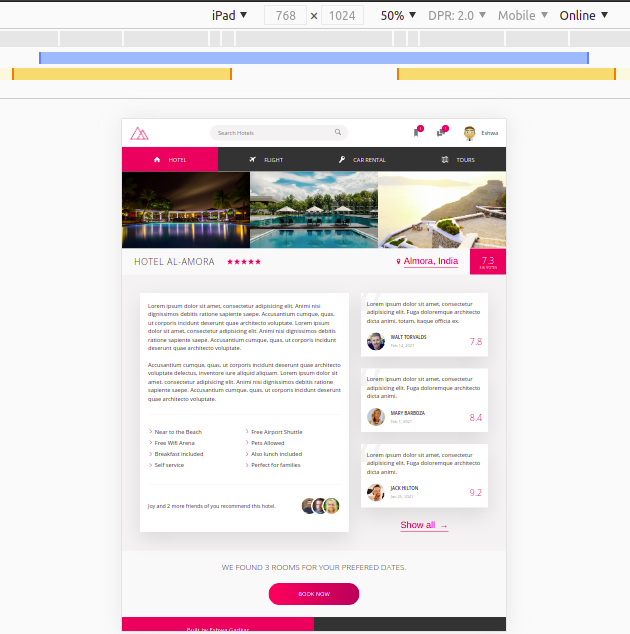 iPad ▼ 768 × 1024 50% ▼ DPR: 2.0 ▼ Mobile ▼ Online ▼
Search Hotels
Eshwa
HOTEL FLIGHT CAR RENTAL TOURS
HOTEL AL-AMORA ★★★★★ Almora, India 7.3
Lorem ipsum dolor sit amet, consectetur adipisicing elit. Animi nisi
dignissimos debitis ratione sapiente saepe. Accusantium cumque, quas,
ut corporis incidunt deserunt quae architecto voluptate. Lorem ipsum
dolor sit amet, consectetur adipisicing elit. Animi nisi dignissimos debitis
ratione sapiente saepe. Accusantium cumque, quas, ut corporis incidunt
deserunt quae architecto voluptate.
Accusantium cumque, quas, ut corporis incidunt deserunt quae architecto
voluptate delectus, inventore iure aliquid aliquam. Lorem ipsum dolor sit
amet, consectetur adipisicing elit. Animi nisi dignissimos debitis ratione
sapiente saepe. Accusantium cumque, quas, ut corporis incidunt deserunt
quae architecto voluptate.
Near to the Beach
Free Airport Shuttle
Free Wifi Arena
Pets Allowed
Breakfast included
Also lunch included
Self service
Perfect for families
Joy and 2 more friends of you recommend this hotel.
Lorem ipsum dolor sit amet, consectetur
adipisicing elit. Fuga doloremque architecto
dicta animi. totam, itaque officia ex.
WALT TORVALDS
7.8
Lorem ipsum dolor sit amet, consectetur
adipisicing elit. Fuga doloremque architecto
dicta animi.
MARY BARBOZA
8.4
Lorem ipsum dolor sit amet, consectetur
adipisicing elit. Fuga doloremque architecto
dicta animi.
JACK HILTON
9.2
Show all →
WE FOUND 3 ROOMS FOR YOUR PREFERED DATES.
BOOK NOW
Built by Eshwa